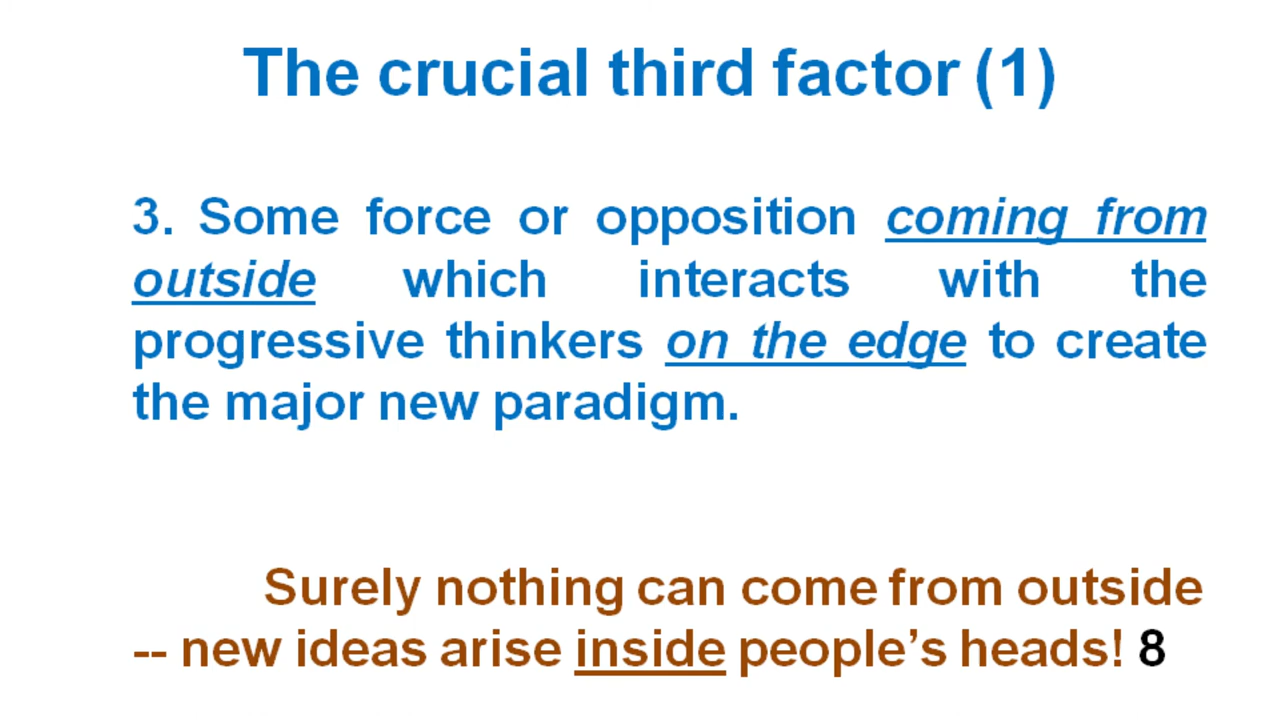 The crucial third factor (1)
3. Some force or opposition coming from
outside which interacts with the
progressive thinkers on the edge to create
the major new paradigm.
Surely nothing can come from outside
-- new ideas arise inside people’s heads! 8